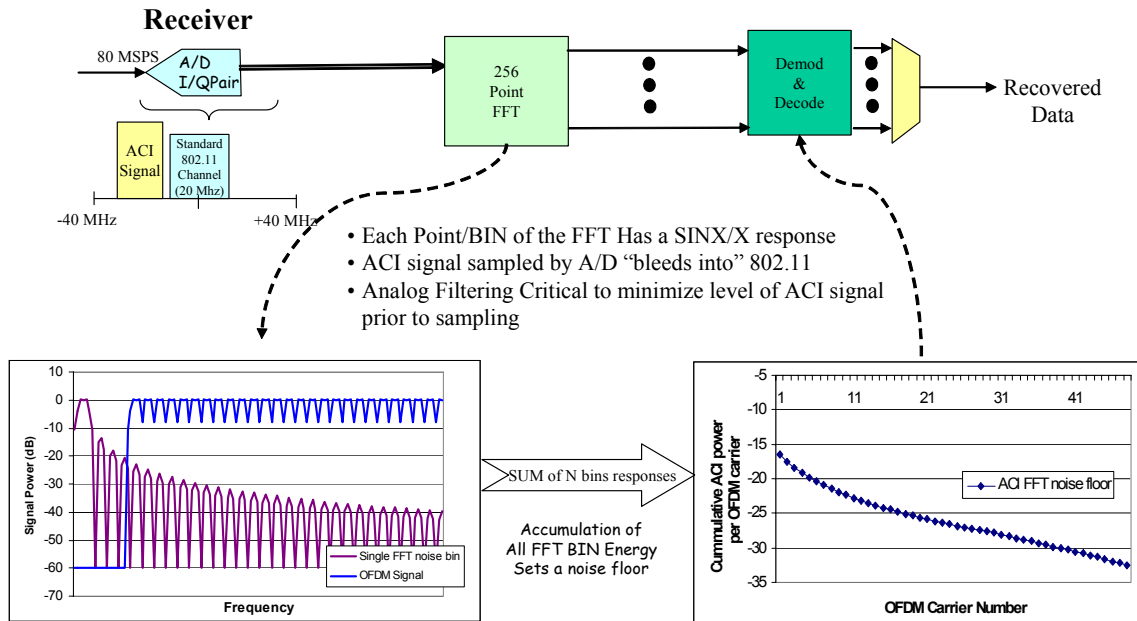 Receiver
80 MSPS
A/D
I/QPair
256
Point
FFT
Demod
&
Decode
Recovered
Data
ACI
Signal
Standard
802.11
Channel
(20 Mhz)
-40 MHz
+40 MHz
• Each Point/BIN of the FFT Has a SINX/X response
• ACI signal sampled by A/D “bleeds into” 802.11
• Analog Filtering Critical to minimize level of ACI signal
prior to sampling
10
0
-10
-20
-30
-40
-50
-60
-70
Signal Power (dB)
Single FFT noise bin
OFDM Signal
Frequency
SUM of N bins responses
Accumulation of
All FFT BIN Energy
Sets a noise floor
-5
-10
-15
-20
-25
-30
-35
1 11 21 31 41
Cummulative ACI power
per OFDM carrier
ACI FFT noise floor
OFDM Carrier Number